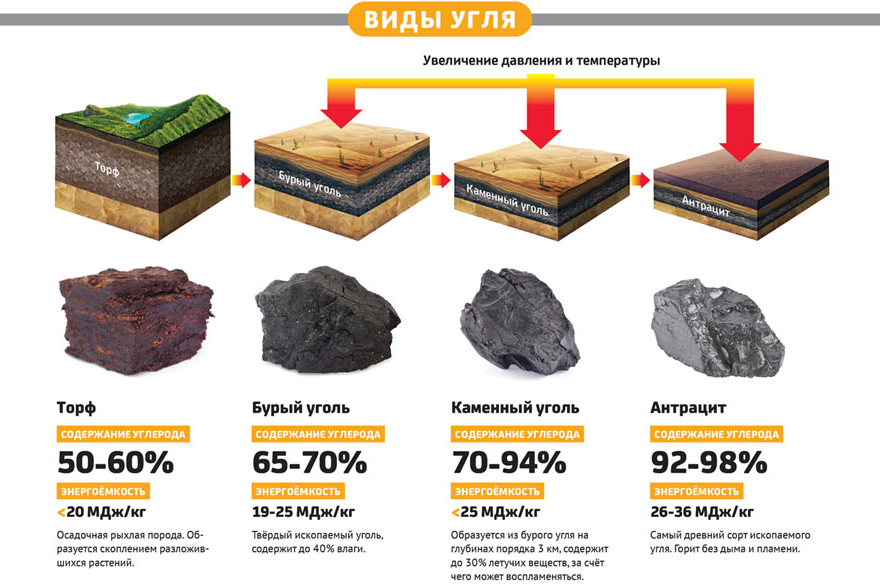 ВИДЫ УГЛЯ
Увеличение давления и температуры
Торф
Бурый уголь
Каменный уголь
Антрацит
Торф
СОДЕРЖАНИЕ УГЛЕРОДА
50-60%
ЭНЕРГОЁМКОСТЬ
<20 МДж/кг
Осадочная рыхлая порода. Об-
разуется скоплением разложив-
шихся растений.
Бурый уголь
СОДЕРЖАНИЕ УГЛЕРОДА
65-70%
ЭНЕРГОЁМКОСТЬ
19-25 МДж/кг
Твёрдый ископаемый уголь,
содержит до 40% влаги.
Каменный уголь
СОДЕРЖАНИЕ УГЛЕРОДА
70-94%
ЭНЕРГОЁМКОСТЬ
<25 МДж/кг
Образуется из бурого угля на
глубинах порядка 3 км, содержит
до 30% летучих веществ, за счёт
чего может воспламеняться.
Антрацит
СОДЕРЖАНИЕ УГЛЕРОДА
92-98%
ЭНЕРГОЁМКОСТЬ
26-36 МДж/кг
Самый древний сорт ископаемого
угля. Горит без дыма и пламени.